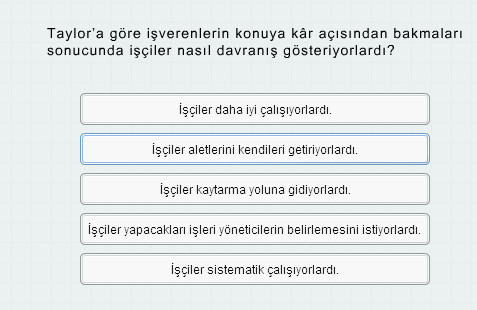 Taylor'a göre işverenlerin konuya kâr açısından bakmaları
sonucunda işçiler nasıl davranış gösteriyorlardı?
İşçiler daha iyi çalışıyorlardı.
İşçiler aletlerini kendileri getiriyorlardı.
İşçiler kaytarma yoluna gidiyorlardı.
İşçiler yapacakları işleri yöneticilerin belirlemesini istiyorlardı.
İşçiler sistematik çalışıyorlardı.